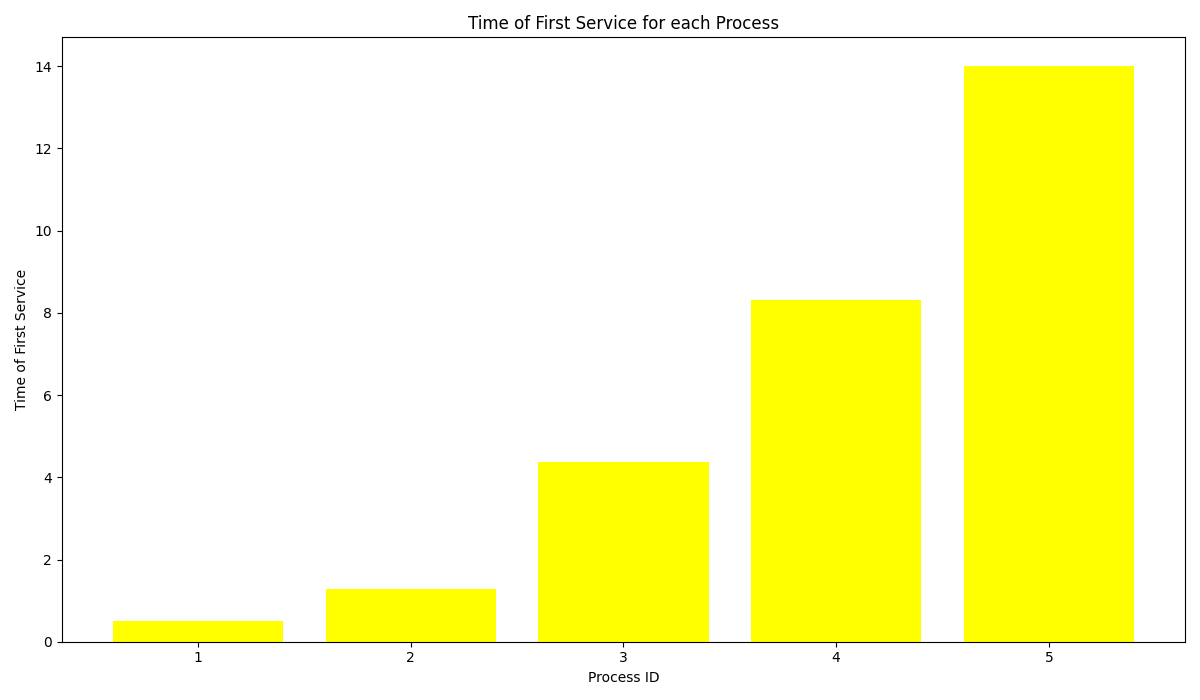 Time of First Service for each Process
14
12
10
8
6
4
2
0
Time of First Service
1 2 3 4 5
Process ID